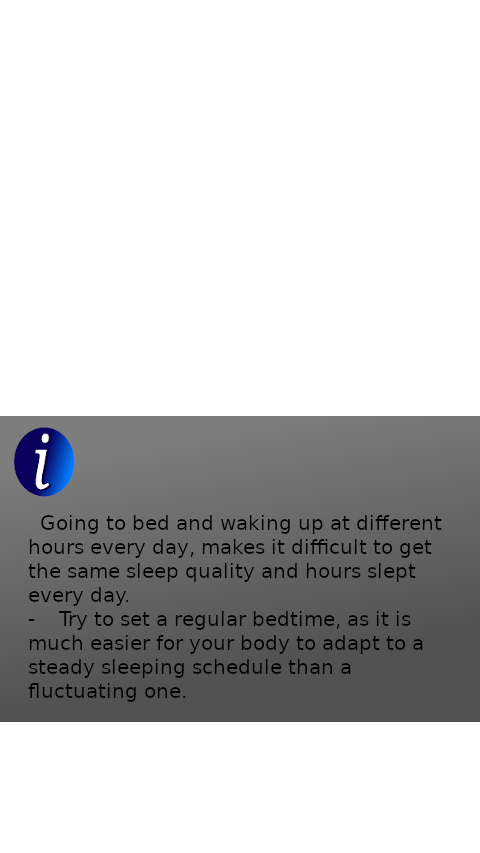 i
Going to bed and waking up at different
hours every day, makes it difficult to get
the same sleep quality and hours slept
every day.
-    Try to set a regular bedtime, as it is
much easier for your body to adapt to a
steady sleeping schedule than a
fluctuating one.